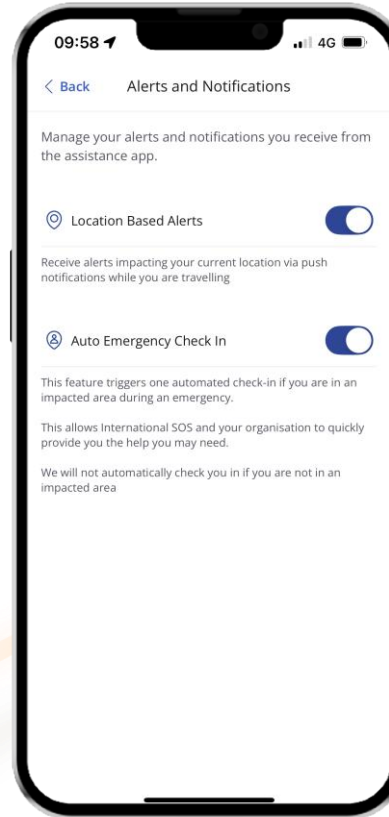 09:58
4G
Back
Alerts and Notifications
Manage your alerts and notifications you receive from
the assistance app.
Location Based Alerts
Receive alerts impacting your current location via push
notifications while you are travelling
Auto Emergency Check In
This feature triggers one automated check-in if you are in an
impacted area during an emergency.
This allows International SOS and your organisation to quickly
provide you the help you may need.
We will not automatically check you in if you are not in an
impacted area